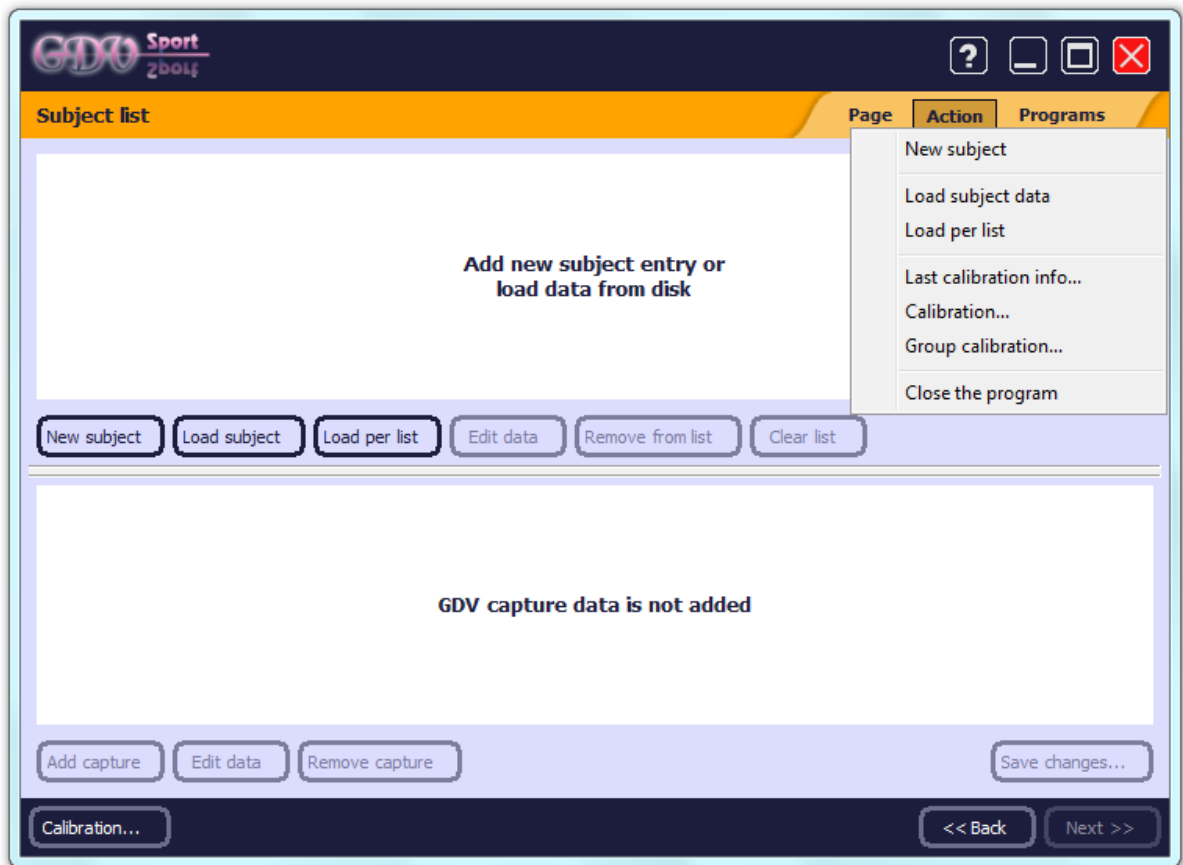 GDV Sport
?
Subject list
Page Action Programs
New subject
Load subject data
Load per list
Last calibration info...
Calibration...
Group calibration...
Close the program
Add new subject entry or
load data from disk
New subject Load subject Load per list Edit data Remove from list Clear list
GDV capture data is not added
Add capture Edit data Remove capture Save changes...
Calibration... << Back Next >>